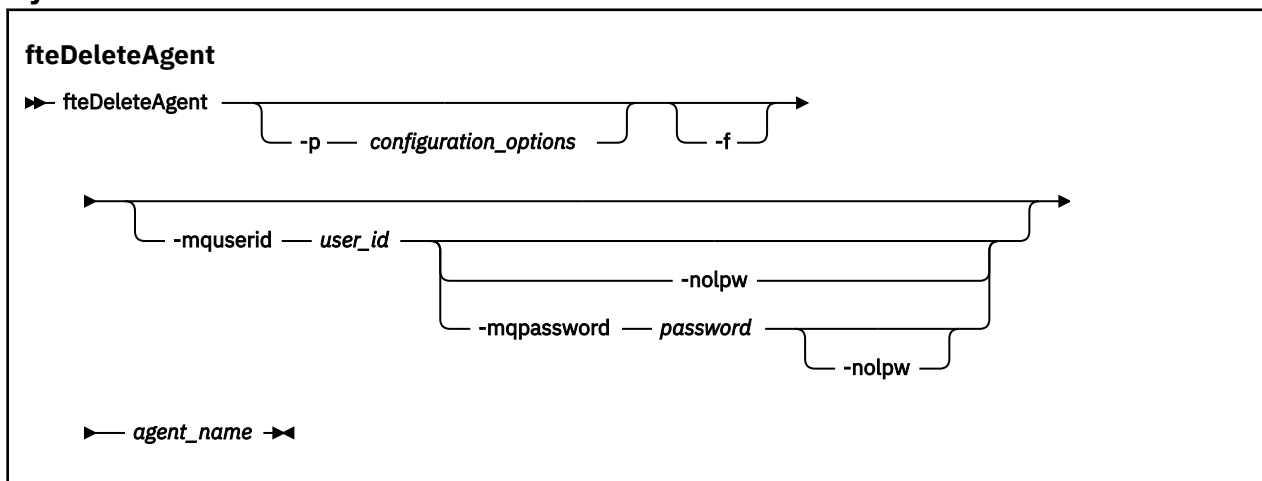 fteDeleteAgent
fteDeleteAgent
-p configuration_options -f
-mquserid user_id
-nolpw
-mqpassword password
-nolpw
agent_name